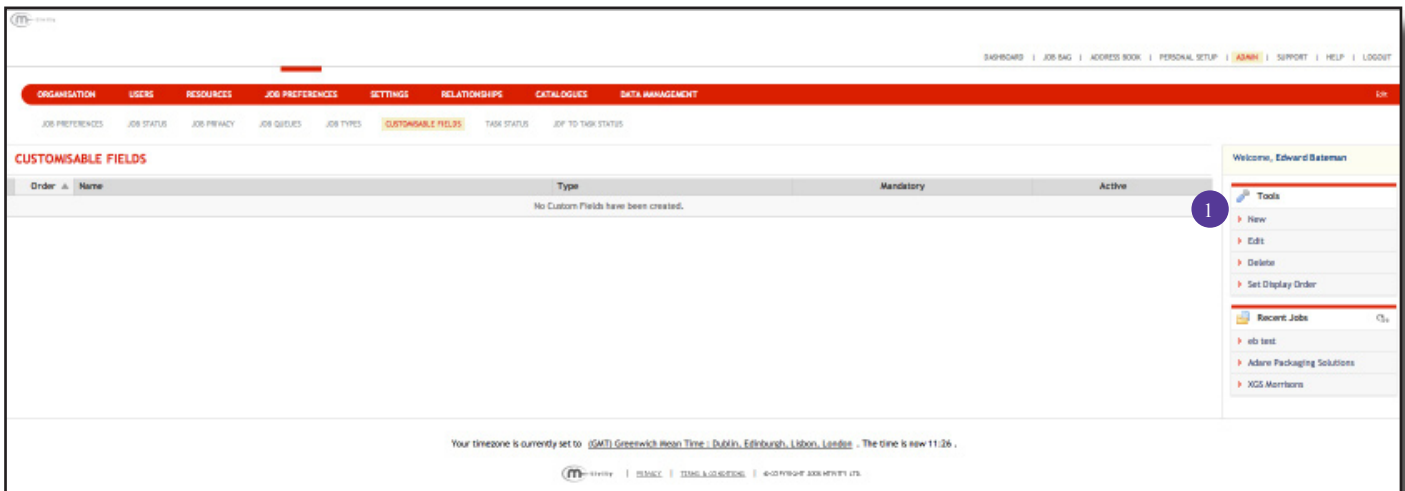 DASHBOARD | JOB BAG | ADDRESS BOOK | PERSONAL SETUP | ADMIN | SUPPORT | HELP | LOGOUT
ORGANISATION USERS RESOURCES JOB PREFERENCES SETTINGS RELATIONSHIPS CATALOGUES DATA MANAGEMENT Edit
JOB PREFERENCES JOB STATUS JOB PRIVACY JOB QUEUES JOB TYPES CUSTOMISABLE FIELDS TASK STATUS JDF TO TASK STATUS
CUSTOMISABLE FIELDS
Order Name Type Mandatory Active
No Custom Fields have been created.
Welcome, Edward Bateman
1
Tools
New
Edit
Delete
Set Display Order
Recent Jobs
eb test
Adare Packaging Solutions
XGS Morrisons
Your timezone is currently set to (GMT) Greenwich Mean Time : Dublin, Edinburgh, Lisbon, London . The time is now 11:26 .
m | PRIVACY | TERMS & CONDITIONS |